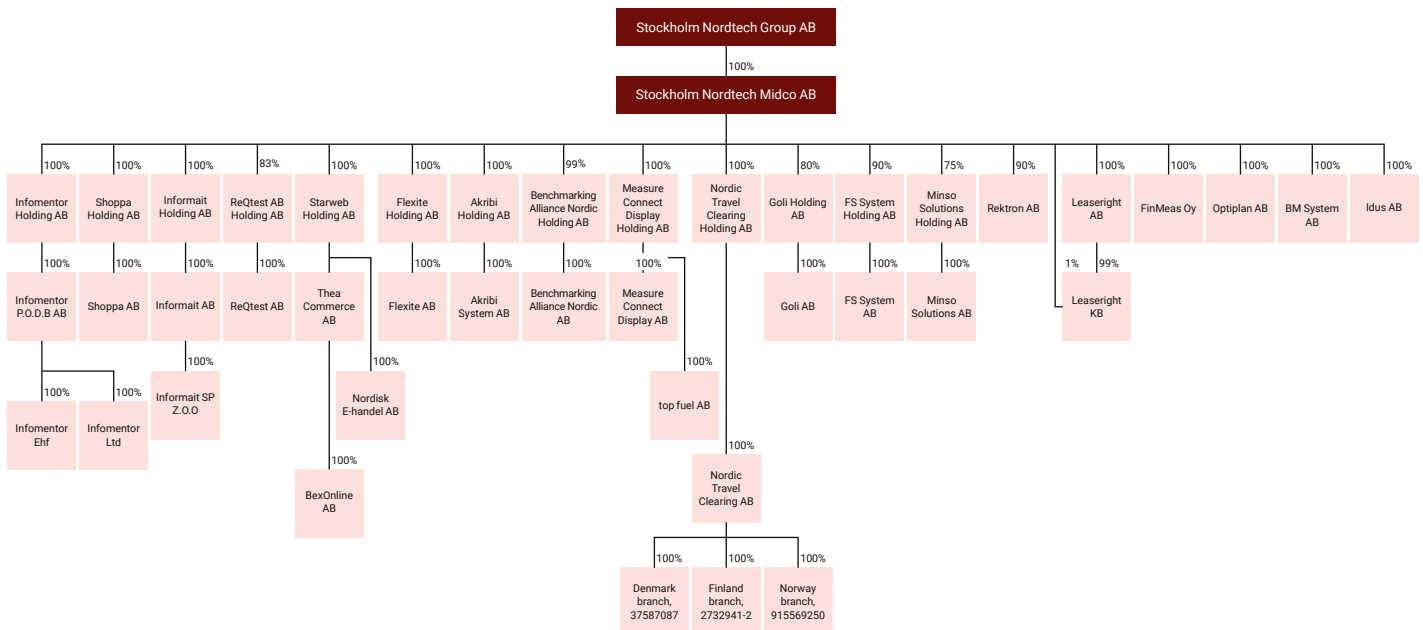 Stockholm Nordtech Group AB
100%
Stockholm Nordtech Midco AB
100%
100%
100%
83%
100%
100%
100%
99%
100%
100%
80%
90%
75%
90%
100%
100%
100%
100%
100%
Infomentor
Holding AB
Shoppa
Holding AB
Informait
Holding AB
ReQtest AB
Holding AB
Starweb
Holding AB
Flexite
Holding AB
Akribi
Holding AB
Benchmarking
Alliance Nordic
Holding AB
Measure
Connect
Display
Holding AB
Nordic
Travel
Clearing
Holding AB
Goli Holding
AB
FS System
Holding AB
Minso
Solutions
Holding AB
Rektron AB
Leaseright
AB
FinMeas Oy
Optiplan AB
BM System
AB
Idus AB
100%
100%
100%
100%
100%
100%
100%
100%
100%
100%
100%
1%
99%
Infomentor
P.O.D.B AB
Shoppa AB
Informait AB
ReQtest AB
Thea
Commerce
AB
Flexite AB
Akribi
System AB
Benchmarking
Alliance Nordic
AB
Measure
Connect
Display AB
Goli AB
FS System
AB
Minso
Solutions AB
Leaseright
KB
100%
100%
100%
Informait SP
Z.O.O
Nordisk
E-handel AB
top fuel AB
100%
100%
Infomentor
Ehf
Infomentor
Ltd
100%
100%
BexOnline
AB
Nordic
Travel
Clearing AB
100%
100%
100%
Denmark
branch,
37587087
Finland
branch,
2732941-2
Norway
branch,
915569250